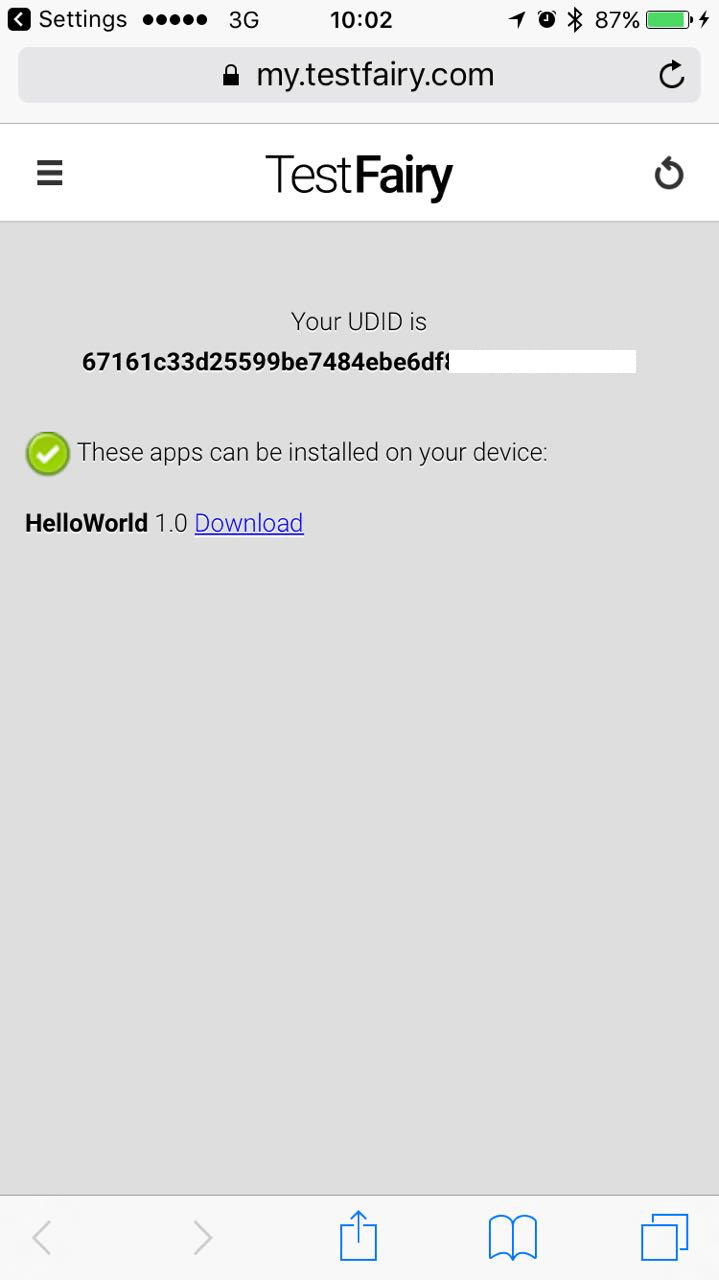 Settings 3G 10:02 87%
my.testfairy.com
TestFairy
Your UDID is
67161c33d25599be7484ebe6df
These apps can be installed on your device:
HelloWorld 1.0 Download